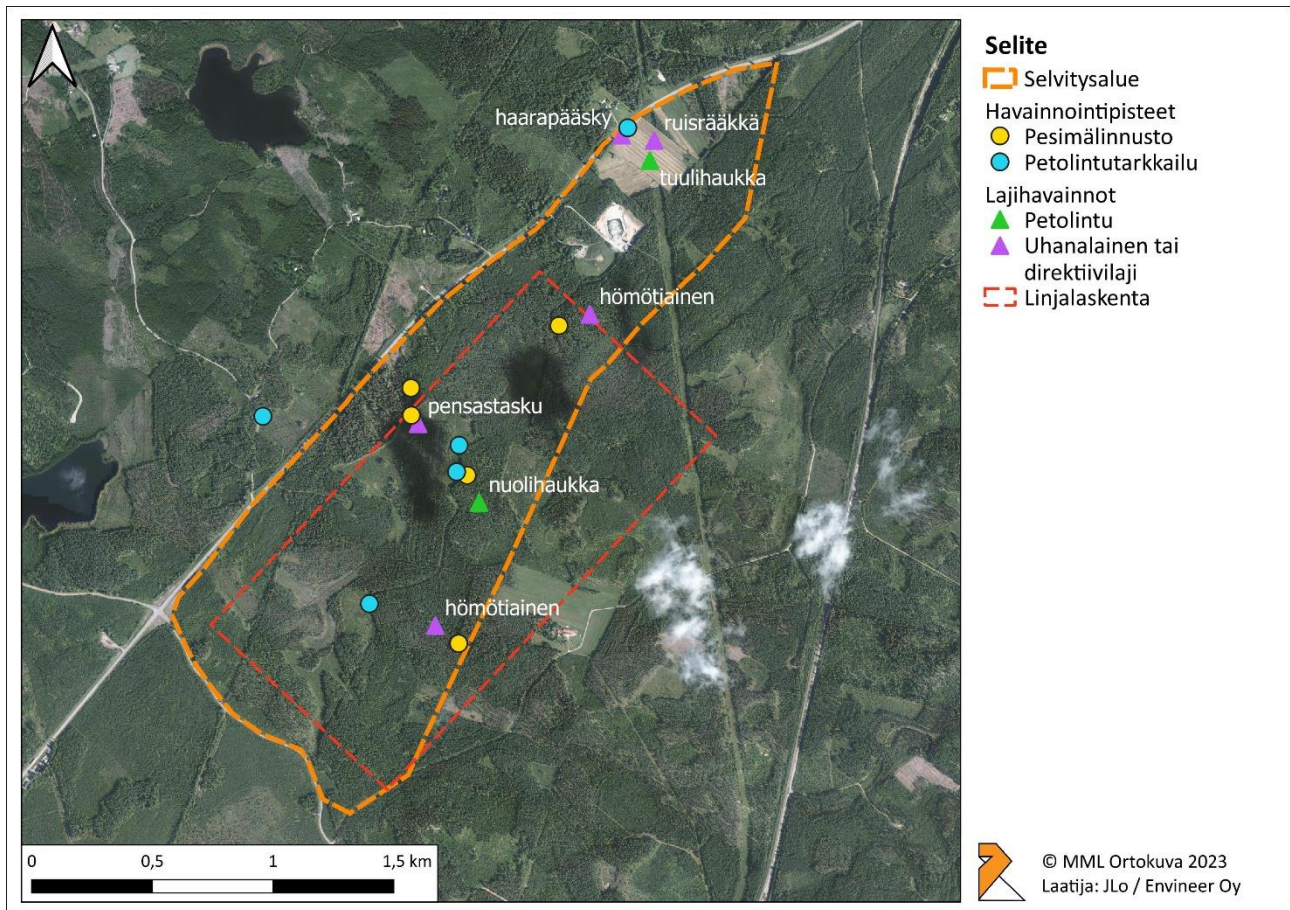 haarapääsky
ruisrääkkä
tuulihaukka
hömötiainen
pensastasku
nuolihaukka
hömötiainen
0 0,5 1 1,5 km
Selite
Selvitysalue
Havainnointipisteet
Pesimälinnusto
Petolintutarkkailu
Lajihavainnot
Petolintu
Uhanalainen tai
direktiivilaji
Linjalaskenta
© MML Ortokuva 2023
Laatija: JLo / Envineer Oy